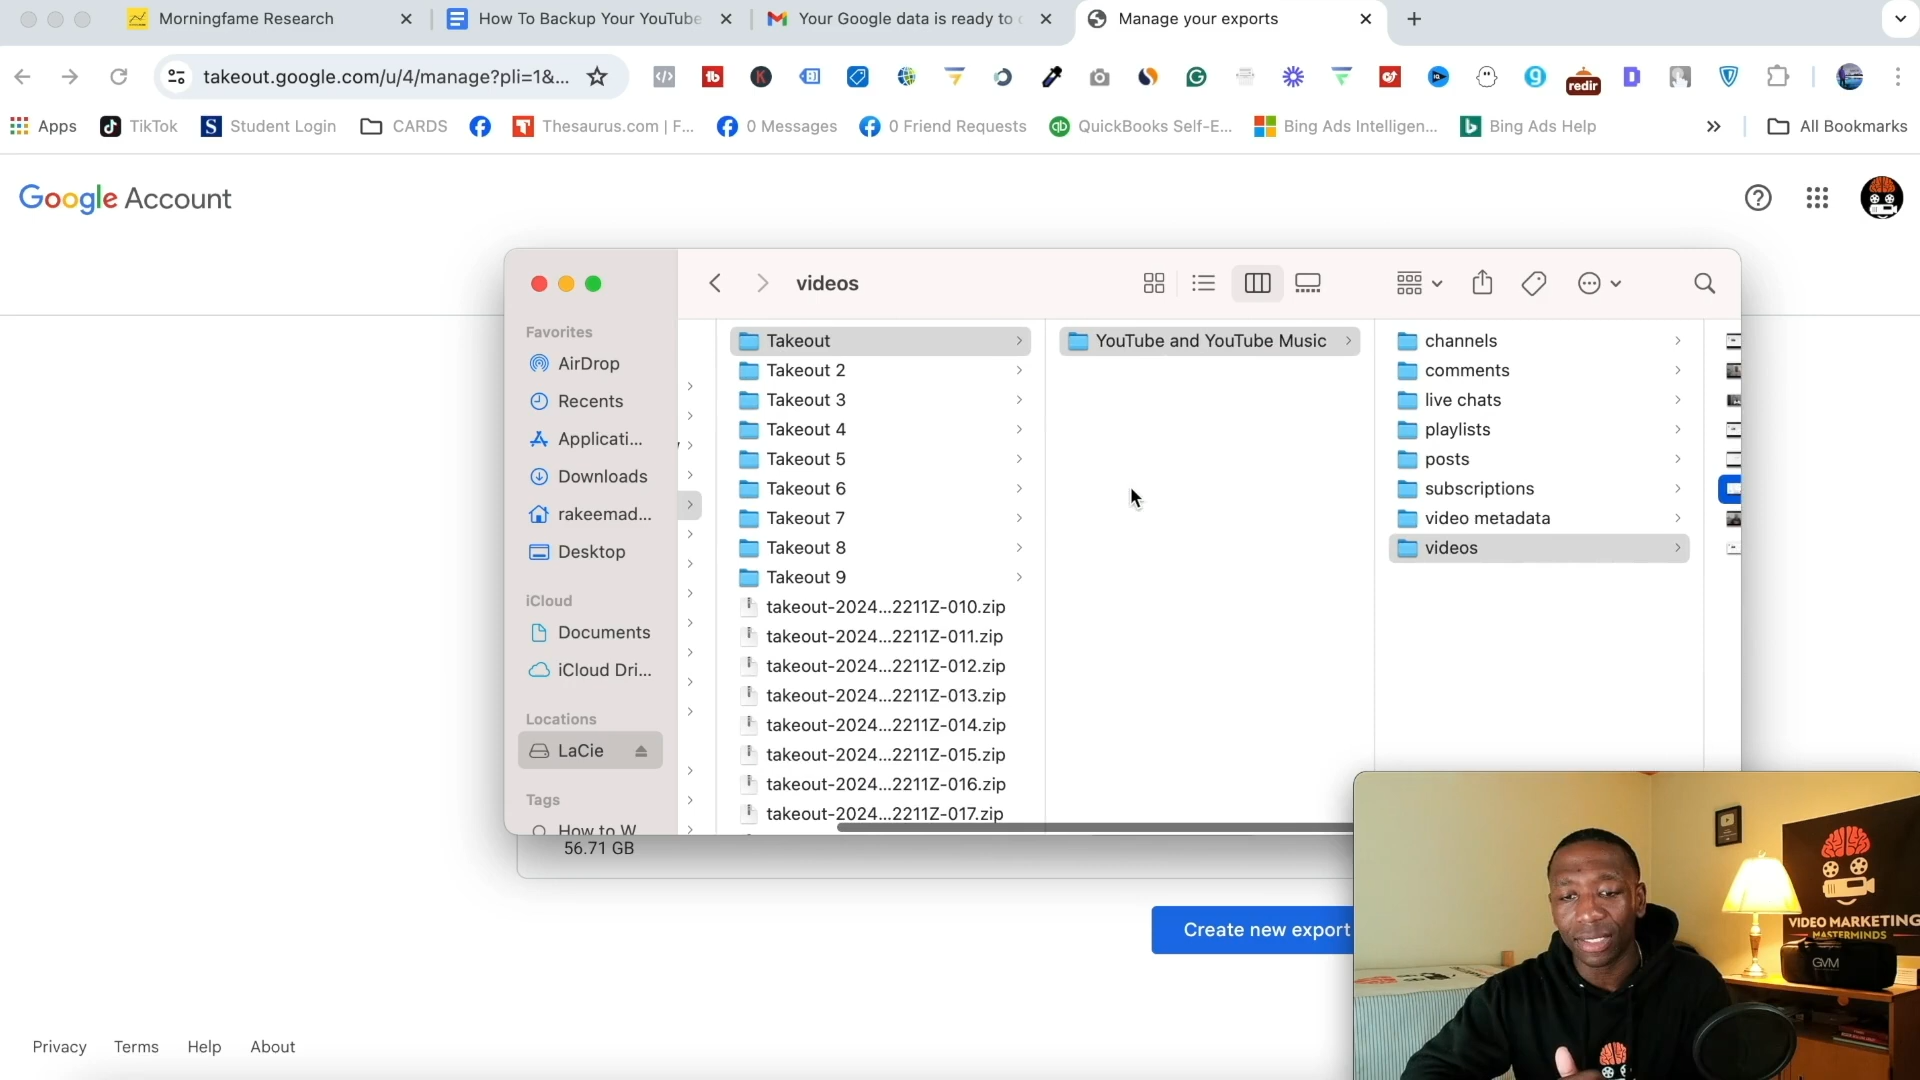 Morningfame Research
How To Backup Your YouTube
Your Google data is ready to
Manage your exports
takeout.google.com/u/4/manage?pli=1&...
redir
Apps
TikTok
Student Login
CARDS
Thesaurus.com | F...
0 Messages
0 Friend Requests
QuickBooks Self-E...
Bing Ads Intelligen...
Bing Ads Help
All Bookmarks
Google Account
videos
Favorites
AirDrop
Recents
Applicati...
Downloads
rakeemad...
Desktop
iCloud
Documents
iCloud Dri...
Locations
LaCie
Tags
How to W
Takeout
Takeout 2
Takeout 3
Takeout 4
Takeout 5
Takeout 6
Takeout 7
Takeout 8
Takeout 9
takeout-2024...2211Z-010.zip
takeout-2024...2211Z-011.zip
takeout-2024...2211Z-012.zip
takeout-2024...2211Z-013.zip
takeout-2024...2211Z-014.zip
takeout-2024...2211Z-015.zip
takeout-2024...2211Z-016.zip
takeout-2024...2211Z-017.zip
YouTube and YouTube Music
channels
comments
live chats
playlists
posts
subscriptions
video metadata
videos
56.71 GB
Create new export
VIDEO MARKETING
MASTERMINDS
GVM
Privacy
Terms
Help
About